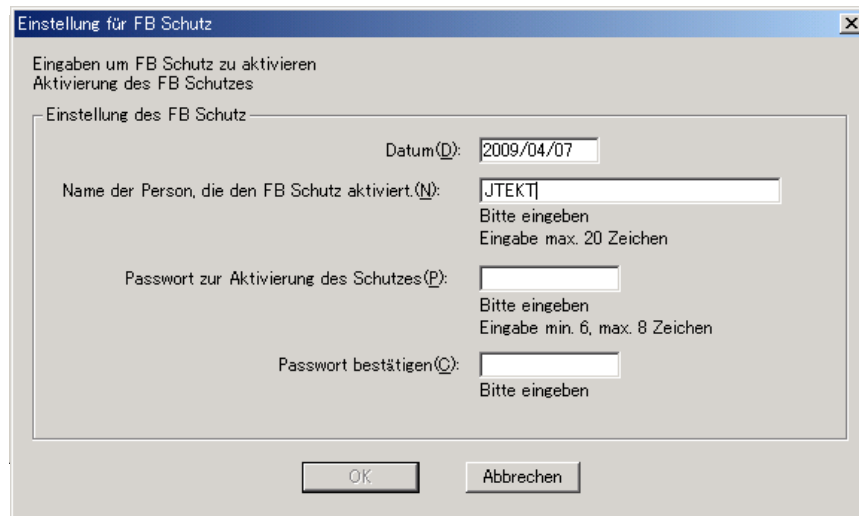 Einstellung für FB Schutz
Eingaben um FB Schutz zu aktivieren
Aktivierung des FB Schutzes
Einstellung des FB Schutz
Datum(D): 2009/04/07
Name der Person, die den FB Schutz aktiviert.(N): JTEKT
Bitte eingeben
Eingabe max. 20 Zeichen
Passwort zur Aktivierung des Schutzes(P):
Bitte eingeben
Eingabe min. 6, max. 8 Zeichen
Passwort bestätigen(C):
Bitte eingeben
OK Abbrechen